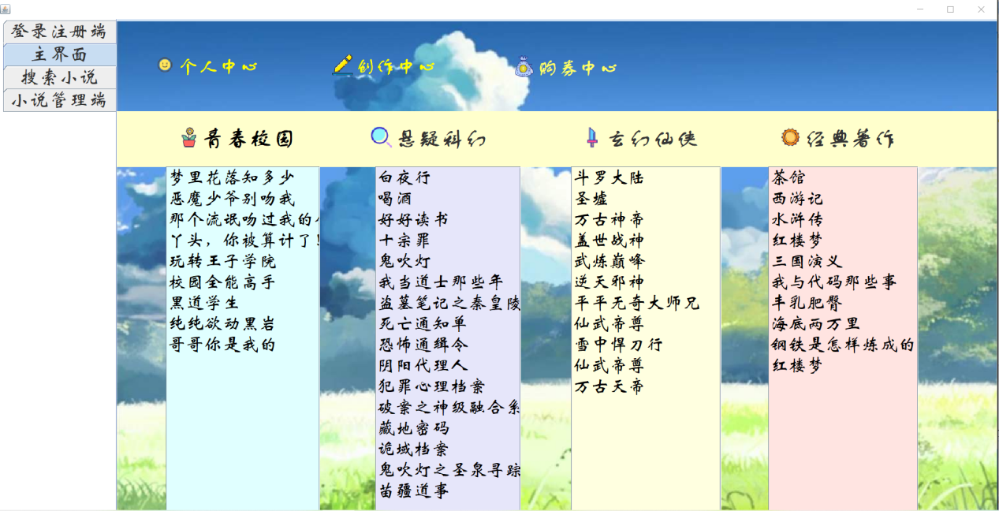 登录注册端
主界面
搜索小说
小说管理端
个人中心
创作中心
购券中心
青春校园
悬疑科幻
玄幻仙侠
经典著作
梦里花落知多少
恶魔少爷别吻我
那个流氓吻过我的
丫头，你被算计了！
玩转王子学院
校园全能高手
黑道学生
纯纯欲动黑岩
哥哥你是我的
白夜行
喝酒
好好读书
十宗罪
鬼吹灯
我当道士那些年
盗墓笔记之秦皇陵
死亡通知单
恐怖通缉令
阴阳代理人
犯罪心理档案
破案之神级融合系
藏地密码
诡域档案
鬼吹灯之圣泉寻踪
苗疆道事
斗罗大陆
圣墟
万古神帝
盖世战神
武炼巅峰
逆天邪神
平平无奇大师兄
仙武帝尊
雪中悍刀行
仙武帝尊
万古天帝
茶馆
西游记
水浒传
红楼梦
三国演义
我与代码那些事
丰乳肥臀
海底两万里
钢铁是怎样炼成的
红楼梦